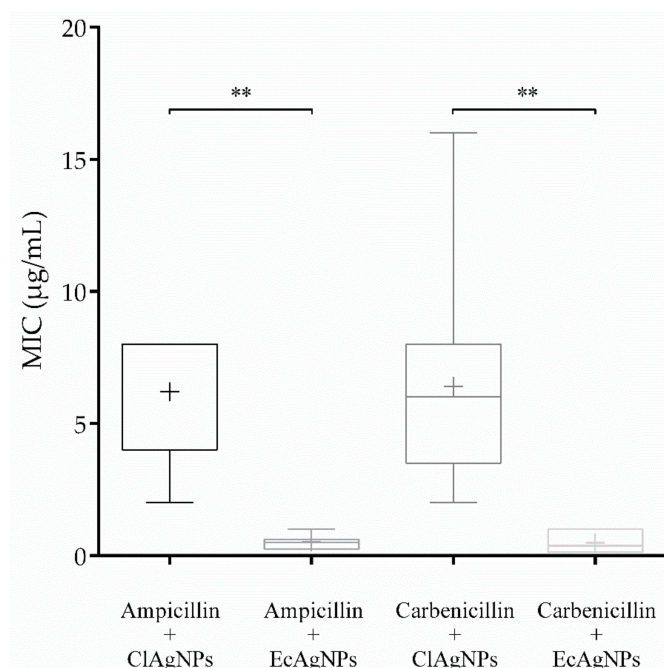 20
** **
15
MIC (µg/mL)
10
5
0
Ampicillin Ampicillin Carbenicillin Carbenicillin
+ + + +
ClAgNPs EcAgNPs ClAgNPs EcAgNPs